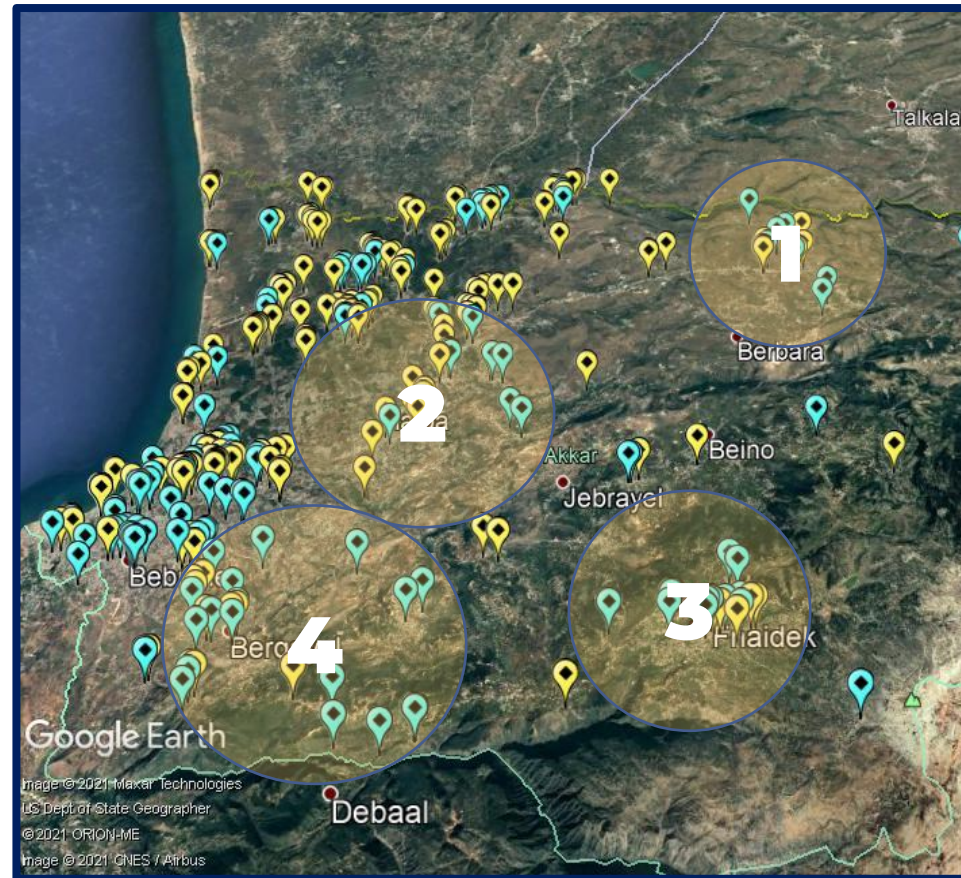 Talkala
1
Berbara
2
Akkar
Beino
Jebrayel
3
Fnaidek
4
Google Earth
Image © 2021 Maxar Technologies
US Dept of State Geographer
© 2021 ORION-ME
Image © 2021 CNES / Airbus
Debaal